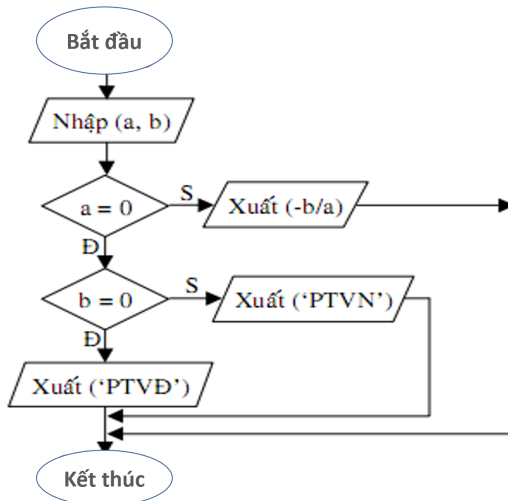 Bắt đầu
Nhập (a, b)
a = 0
S
Xuất (-b/a)
Đ
b = 0
S
Xuất (‘PTVN’)
Đ
Xuất (‘PTVĐ’)
Kết thúc